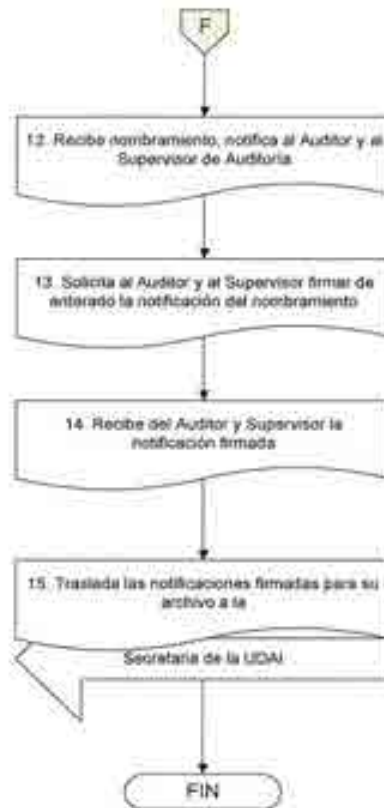 F
12. Recibe nombramiento, notifica al Auditor y al
Supervisor de Auditoría
13. Solicita al Auditor y al Supervisor firmar de
enterado la notificación del nombramiento
14. Recibe del Auditor y Supervisor la
notificación firmada
15. Traslada las notificaciones firmadas para su
archivo a la
Secretaria de la UDAI
FIN